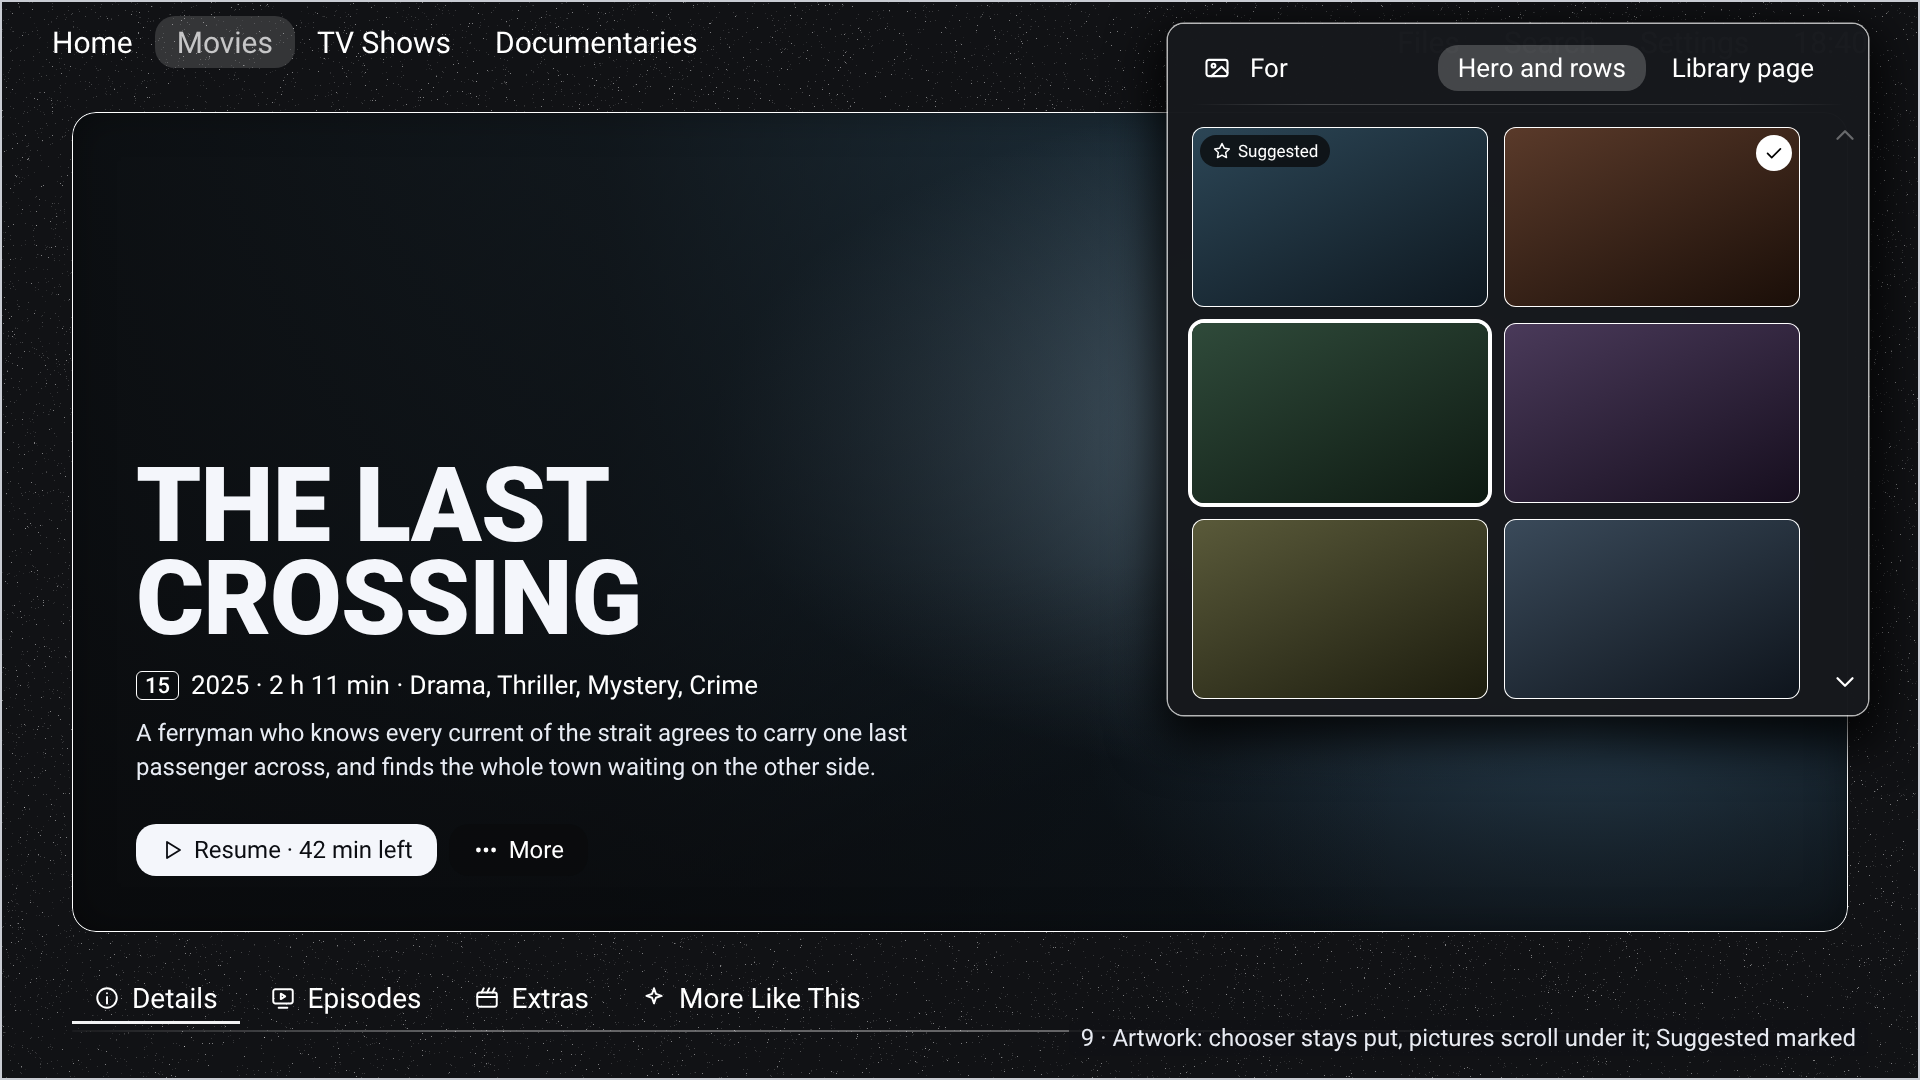 Home Movies TV Shows Documentaries
Files Search Settings
For Hero and rows Library page
Suggested
THE LAST
CROSSING
15 2025 · 2 h 11 min · Drama, Thriller, Mystery, Crime
A ferryman who knows every current of the strait agrees to carry one last
passenger across, and finds the whole town waiting on the other side.
Resume · 42 min left ••• More
Details Episodes Extras More Like This
9 · Artwork: chooser stays put, pictures scroll under it; Suggested marked